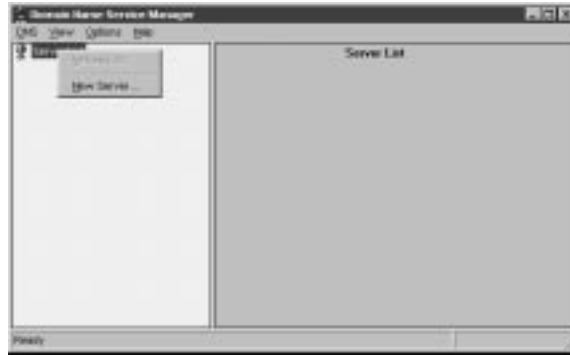 Domain Name Service Manager
DNS View Options Help
Server List
New Server...
Ready